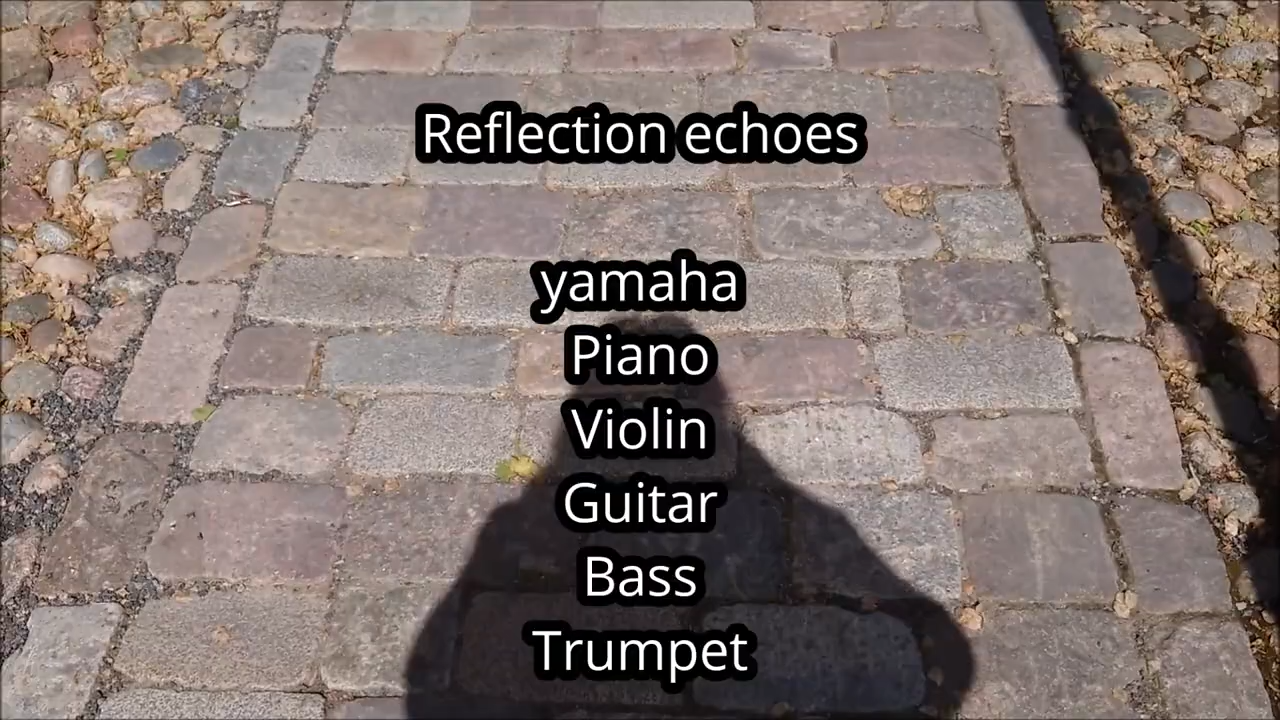 Reflection echoes
yamaha
Piano
Violin
Guitar
Bass
Trumpet